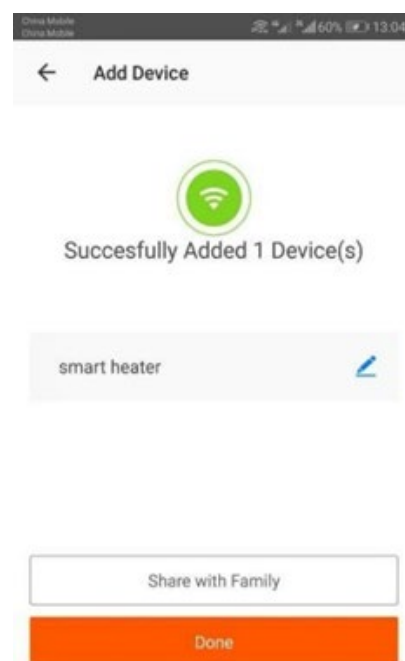 China Mobile
China Mobile 60% 13:04
Add Device
Succesfully Added 1 Device(s)
smart heater
Share with Family
Done